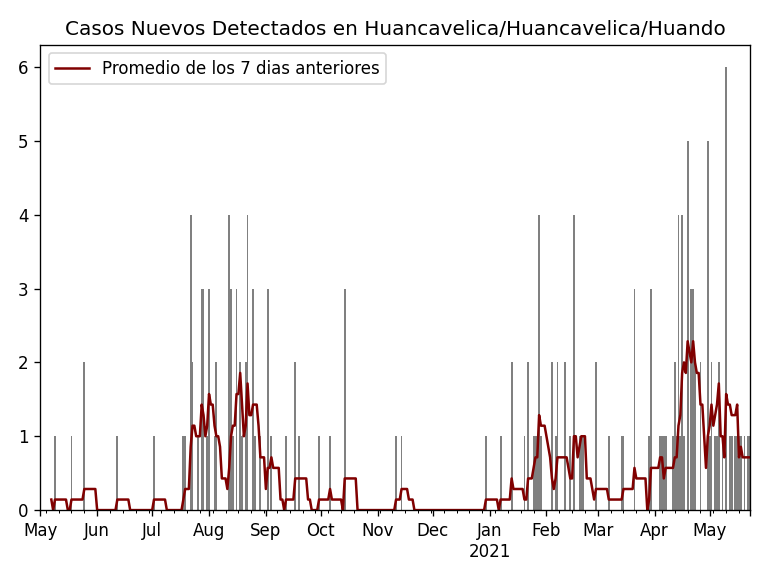 Casos Nuevos Detectados en Huancavelica/Huancavelica/Huando
Promedio de los 7 dias anteriores
6
5
4
3
2
1
0
May Jun Jul Aug Sep Oct Nov Dec Jan Feb Mar Apr May
2021